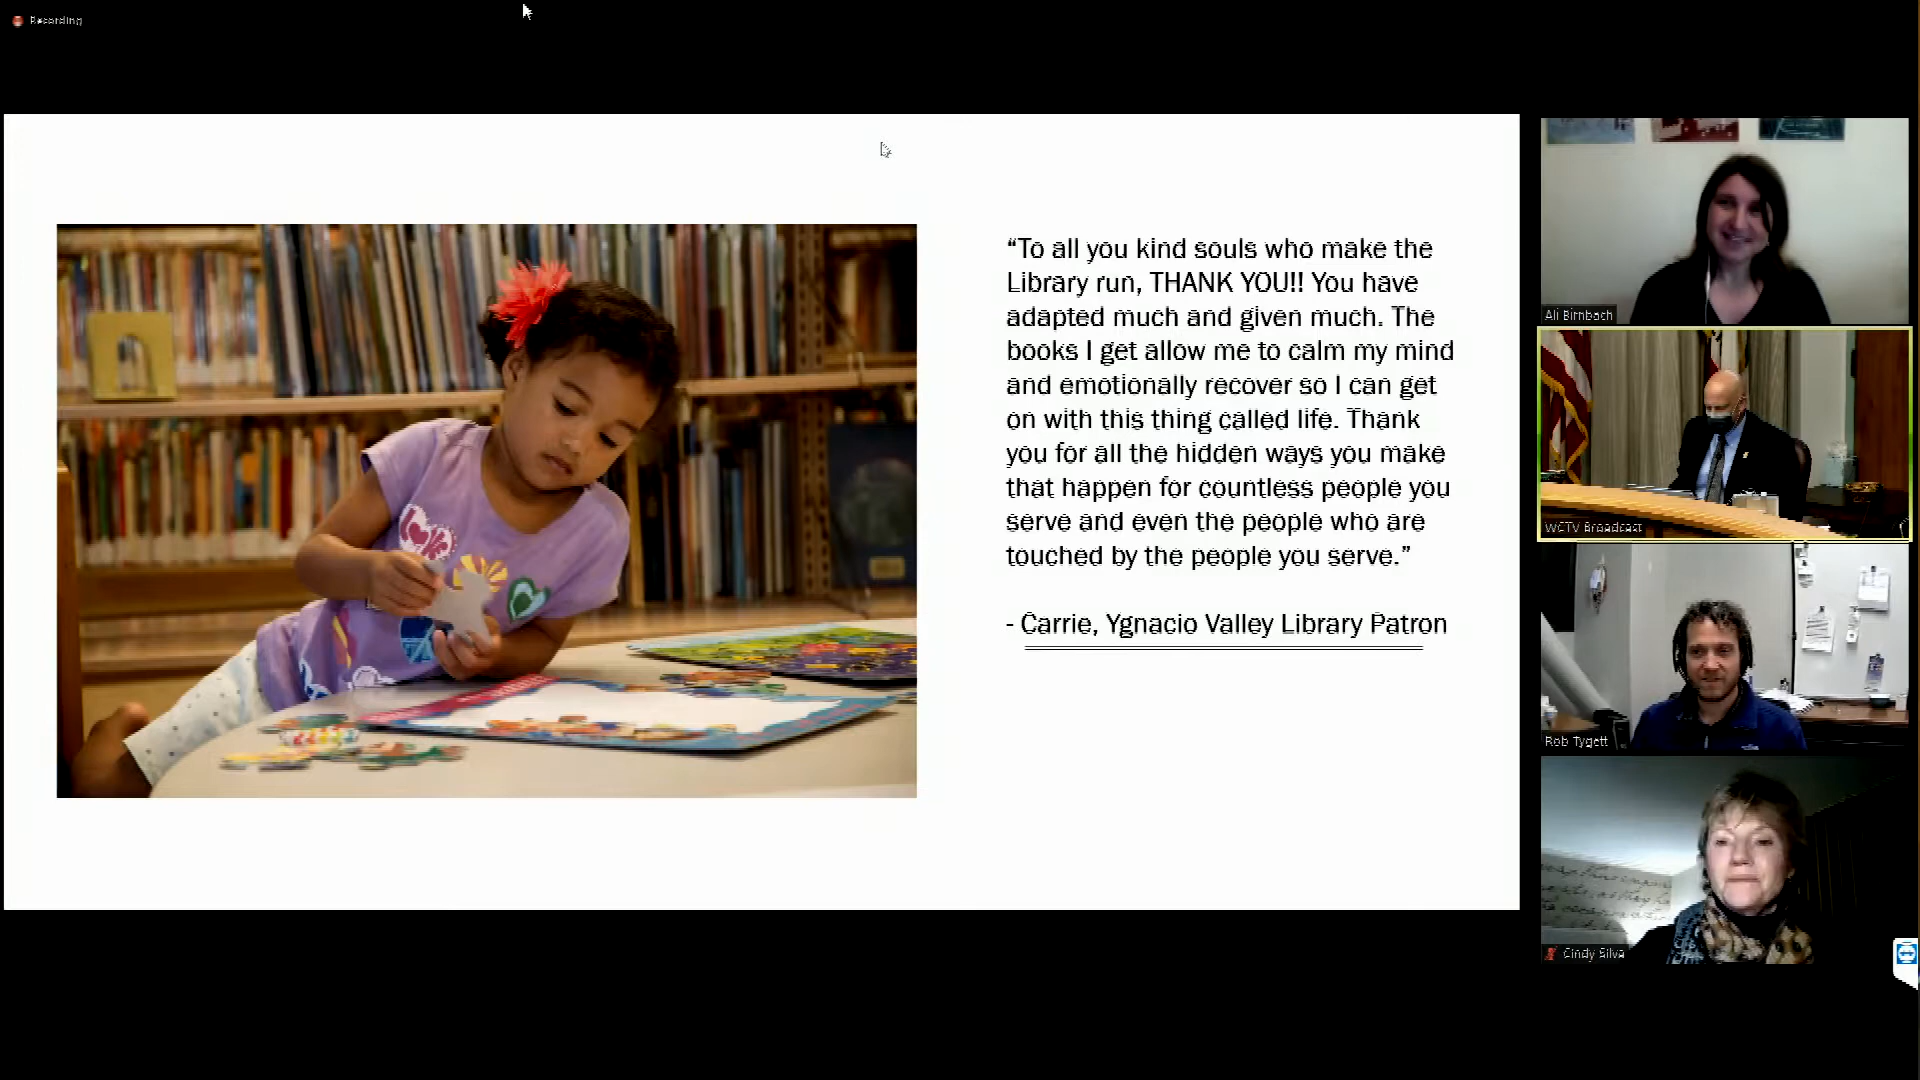 Recording
“To all you kind souls who make the
Library run, THANK YOU!! You have
adapted much and given much. The
books I get allow me to calm my mind
and emotionally recover so I can get
on with this thing called life. Thank
you for all the hidden ways you make
that happen for countless people you
serve and even the people who are
touched by the people you serve.”
- Carrie, Ygnacio Valley Library Patron
Ali Birnbach
WCTV Broadcast
Rob Tygett
Cindy Silva
n
love